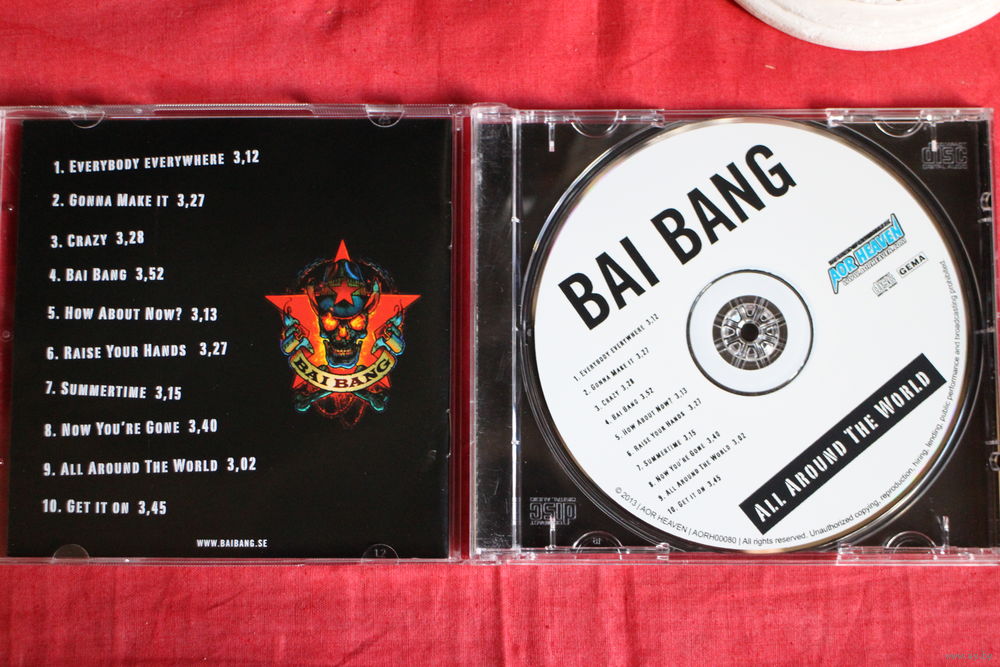 1. Everybody everywhere 3,12
2. Gonna Make it 3,27
3. Crazy 3,28
4. Bai Bang 3,52
5. How About Now? 3,13
6. Raise Your Hands 3,27
7. Summertime 3,15
8. Now You're Gone 3,40
9. All Around The World 3,02
10. Get it on 3,45
BAI BANG
WWW.BAIBANG.SE
12
BAI BANG
AOR HEAVEN
GEMA
disc
1. Everybody everywhere 3,12
2. Gonna Make it 3,27
3. Crazy 3,28
4. Bai Bang 3,52
5. How About Now? 3,13
6. Raise Your Hands 3,27
7. Summertime 3,15
8. Now You're Gone 3,40
9. All Around The World 3,02
10. Get it on 3,45
All Around The World
© 2013 | AOR HEAVEN | AORH00080 | All rights reserved. Unauthorized copying, reproduction, hiring, lending, public performance and broadcasting prohibited.